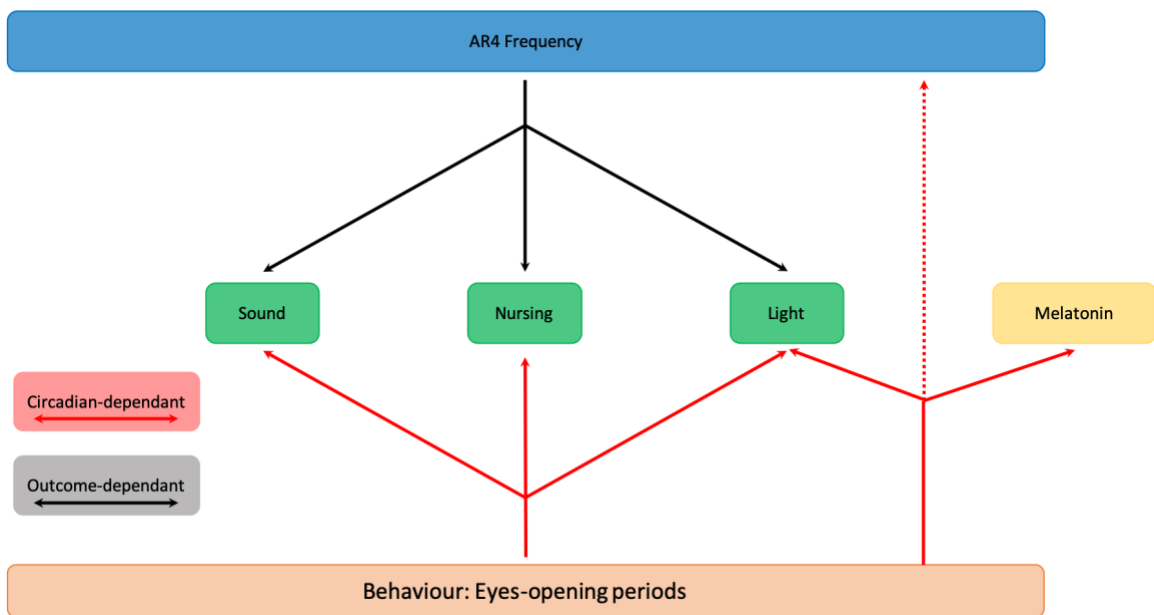 AR4 Frequency
Sound
Nursing
Light
Melatonin
Circadian-dependant
Outcome-dependant
Behaviour: Eyes-opening periods